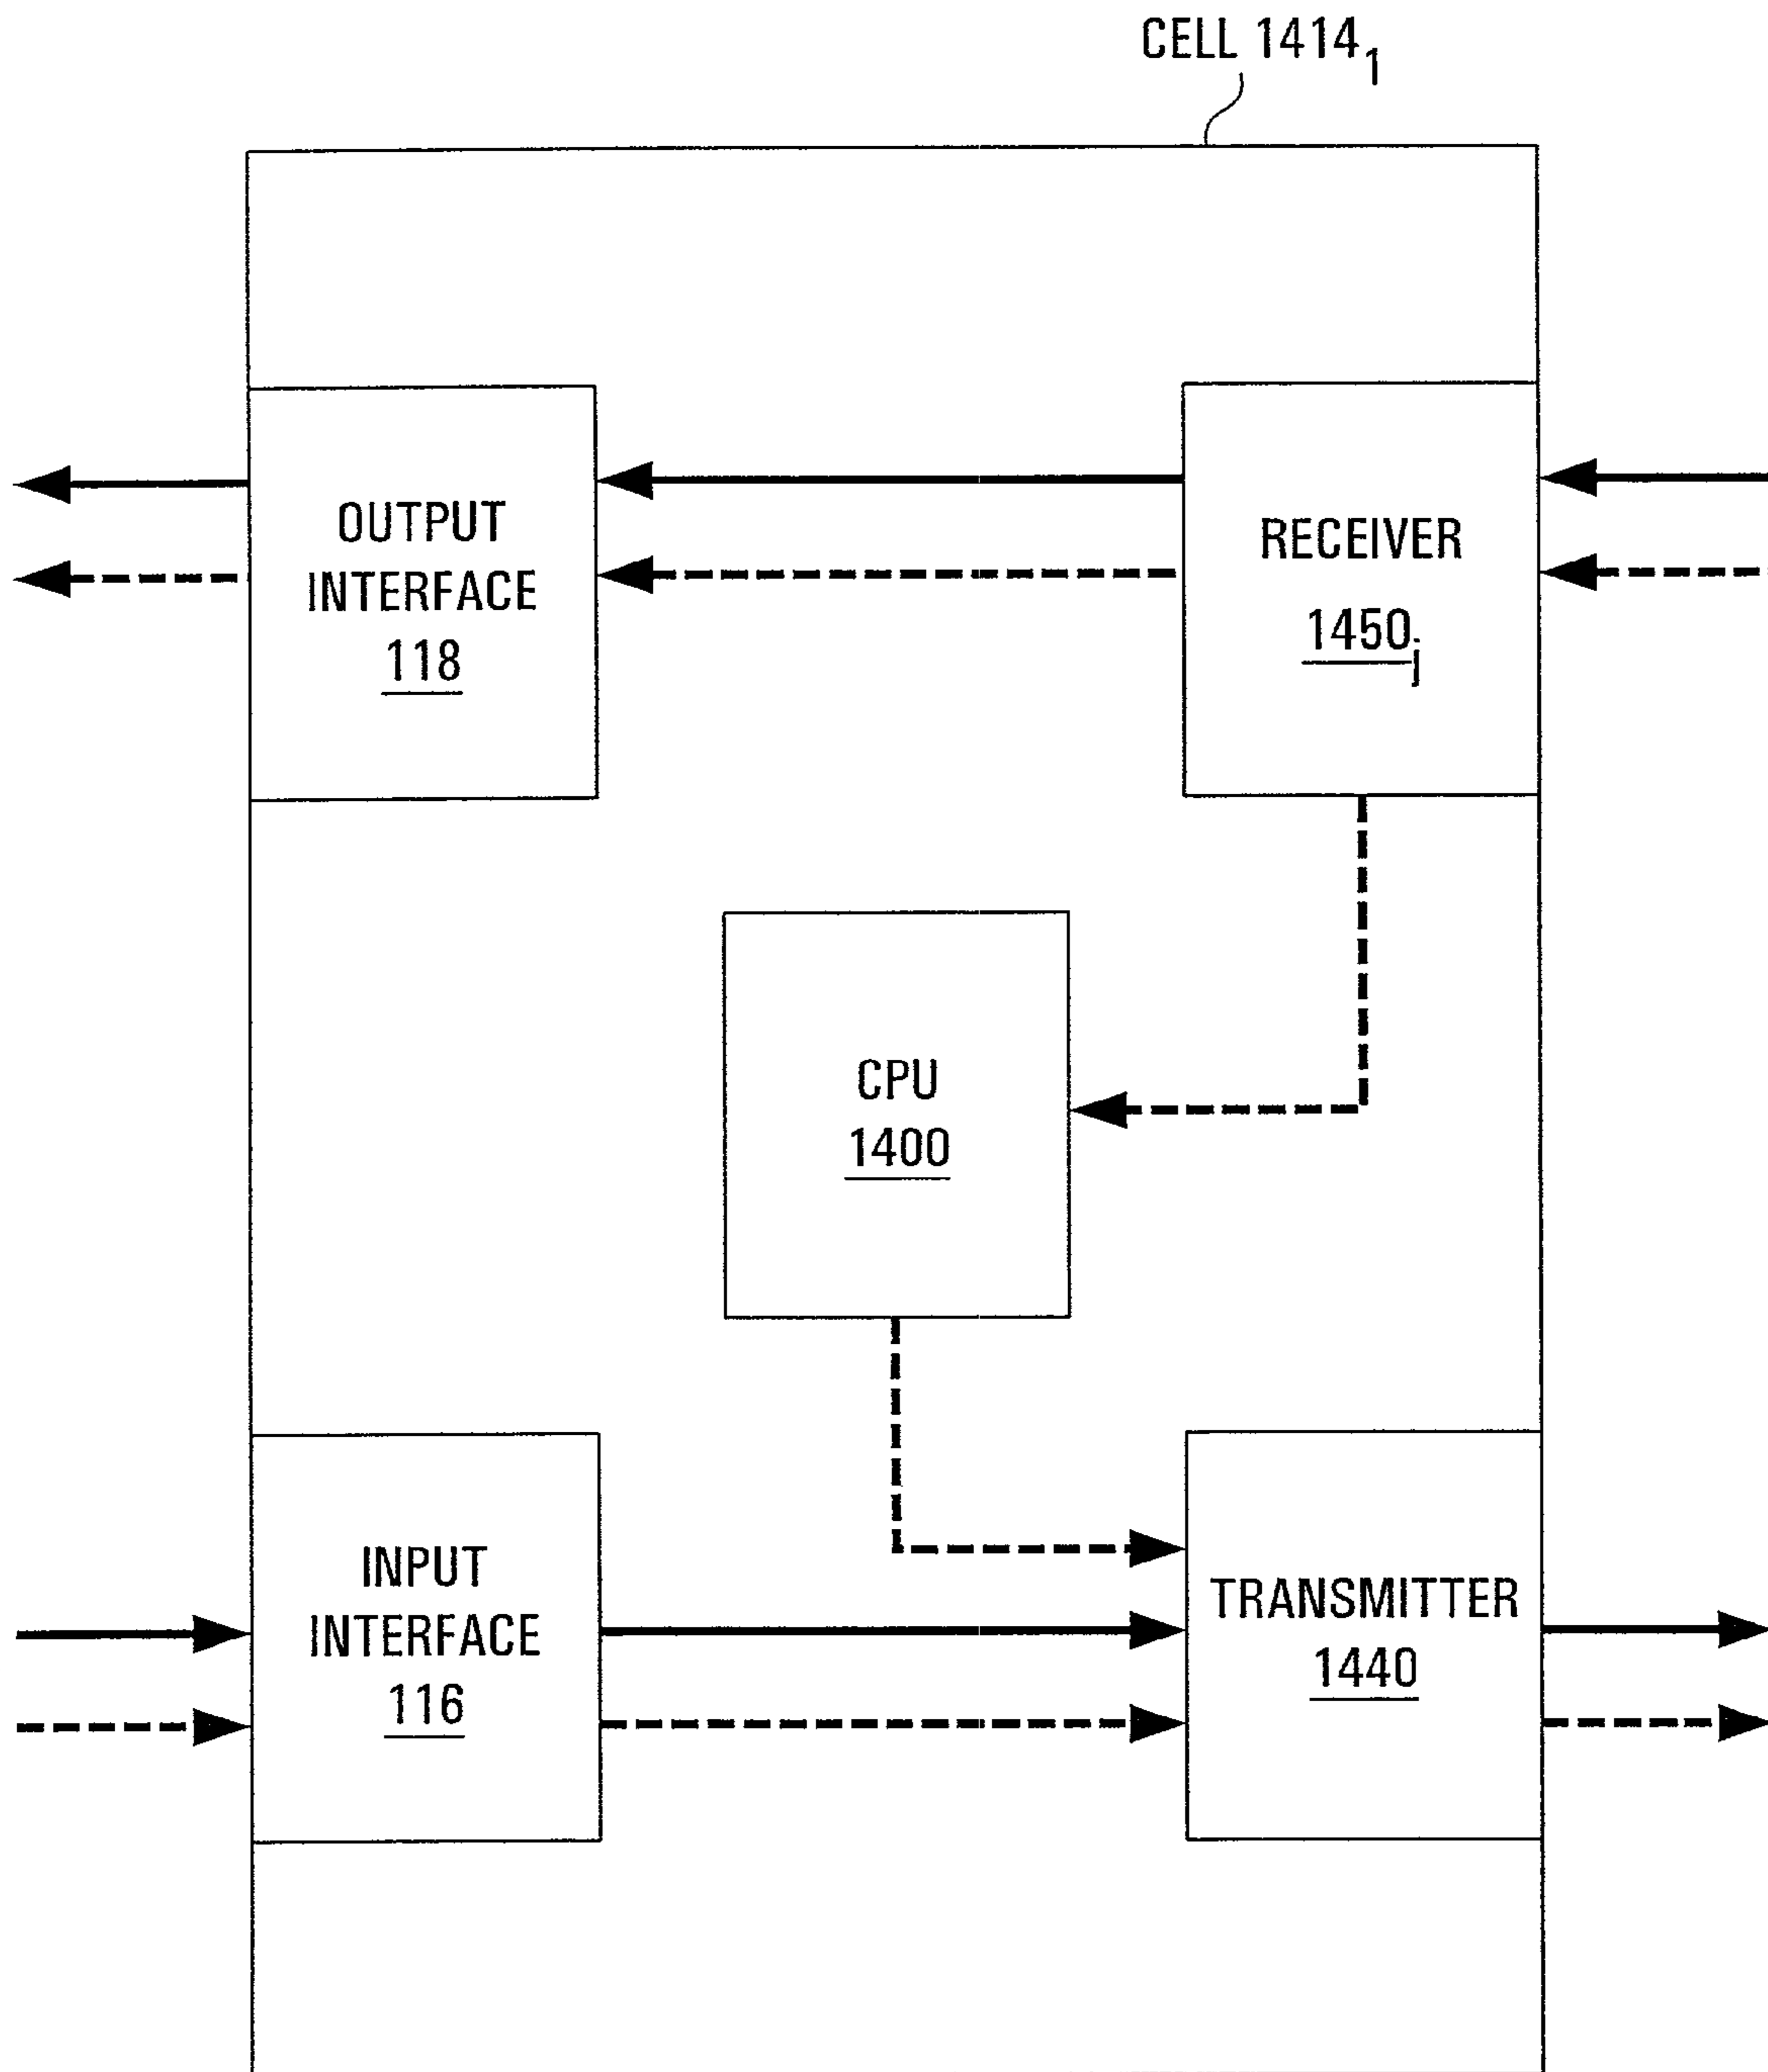 CELL 1414₁
OUTPUT
INTERFACE
118
RECEIVER
1450ⱼ
CPU
1400
INPUT
INTERFACE
116
TRANSMITTER
1440